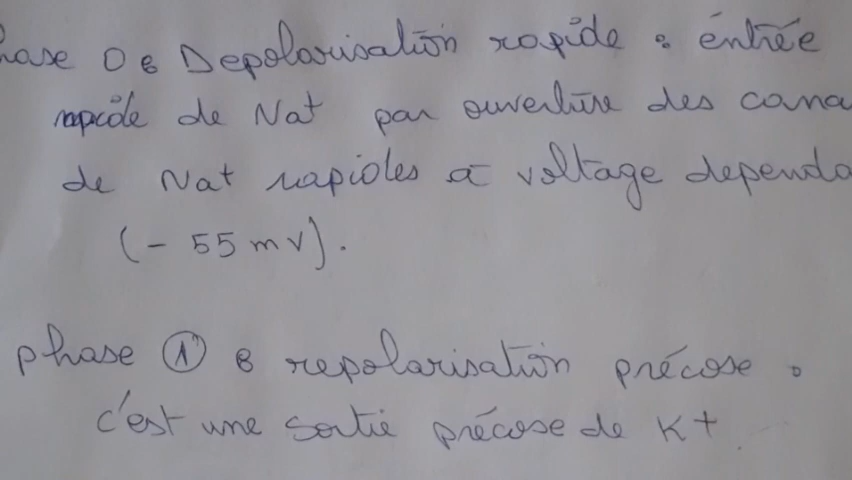 hase 0 : Depolarisation rapide : entrée
rapide de Na+ par ouverture des cana
de Na+ rapides à voltage dependa
(- 55 mV).
phase 1 : repolarisation précose :
c'est une sortie précose de K+